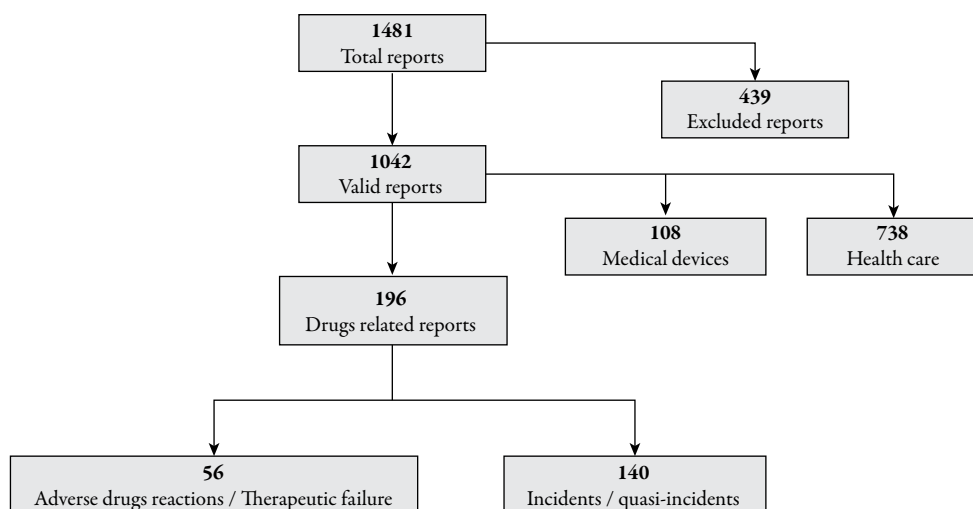 1481
Total reports
439
Excluded reports
1042
Valid reports
108
Medical devices
738
Health care
196
Drugs related reports
56
Adverse drugs reactions / Therapeutic failure
140
Incidents / quasi-incidents